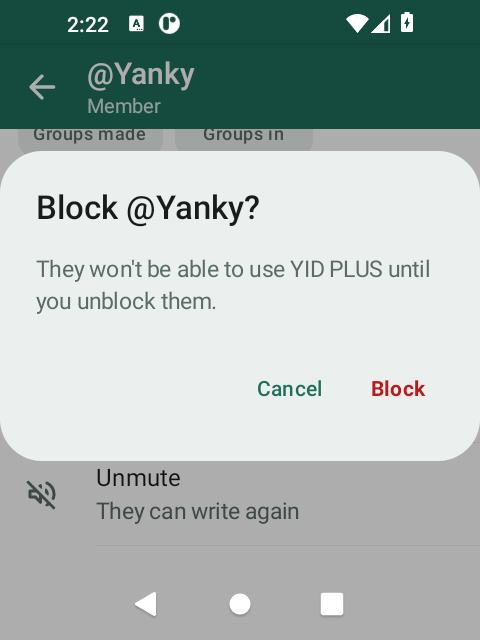 2:22
A
@Yanky
Member
Groups made
Groups in
Block @Yanky?
They won't be able to use YID PLUS until
you unblock them.
Cancel
Block
Unmute
They can write again